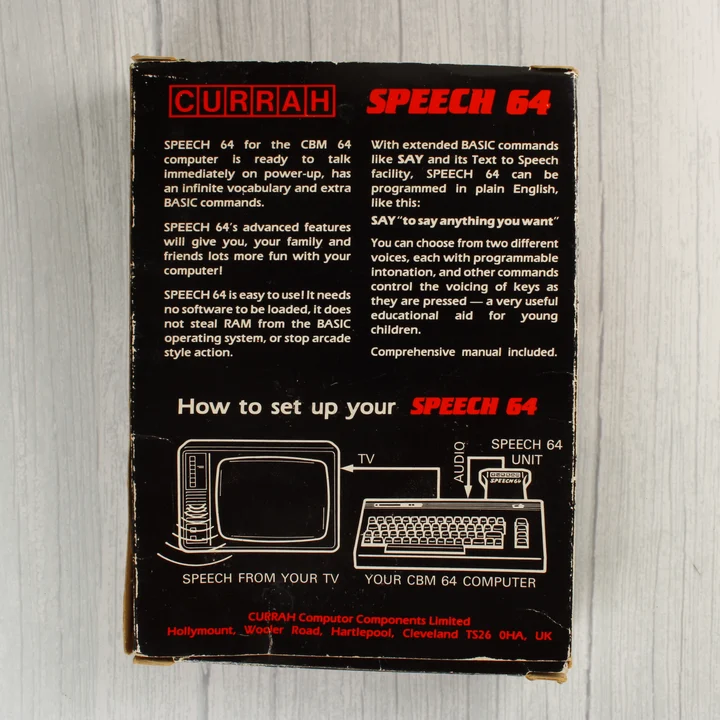 CURRAH SPEECH 64
SPEECH 64 for the CBM 64
computer is ready to talk
immediately on power-up, has
an infinite vocabulary and extra
BASIC commands.
SPEECH 64's advanced features
will give you, your family and
friends lots more fun with your
computer!
SPEECH 64 is easy to use! It needs
no software to be loaded, it does
not steal RAM from the BASIC
operating system, or stop arcade
style action.
With extended BASIC commands
like SAY and its Text to Speech
facility, SPEECH 64 can be
programmed in plain English,
like this:
SAY "to say anything you want"
You can choose from two different
voices, each with programmable
intonation, and other commands
control the voicing of keys as
they are pressed — a very useful
educational aid for young
children.
Comprehensive manual included.
How to set up your SPEECH 64
TV
AUDIO
SPEECH 64
UNIT
SPEECH 64
SPEECH FROM YOUR TV
YOUR CBM 64 COMPUTER
CURRAH Computor Components Limited
Hollymount, Wooler Road, Hartlepool, Cleveland TS26 0HA, UK